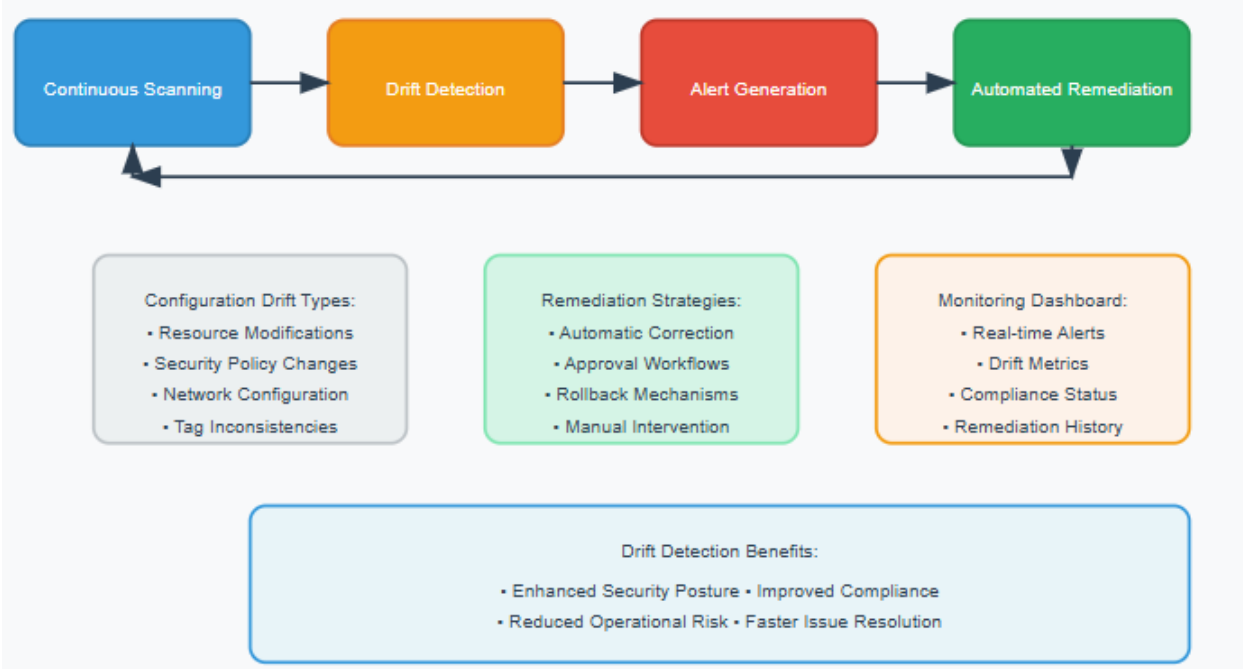 Continuous Scanning
Drift Detection
Alert Generation
Automated Remediation
Configuration Drift Types:
▪ Resource Modifications
▪ Security Policy Changes
▪ Network Configuration
▪ Tag Inconsistencies
Remediation Strategies:
▪ Automatic Correction
▪ Approval Workflows
▪ Rollback Mechanisms
▪ Manual Intervention
Monitoring Dashboard:
▪ Real-time Alerts
▪ Drift Metrics
▪ Compliance Status
▪ Remediation History
Drift Detection Benefits:
▪ Enhanced Security Posture ▪ Improved Compliance
▪ Reduced Operational Risk ▪ Faster Issue Resolution